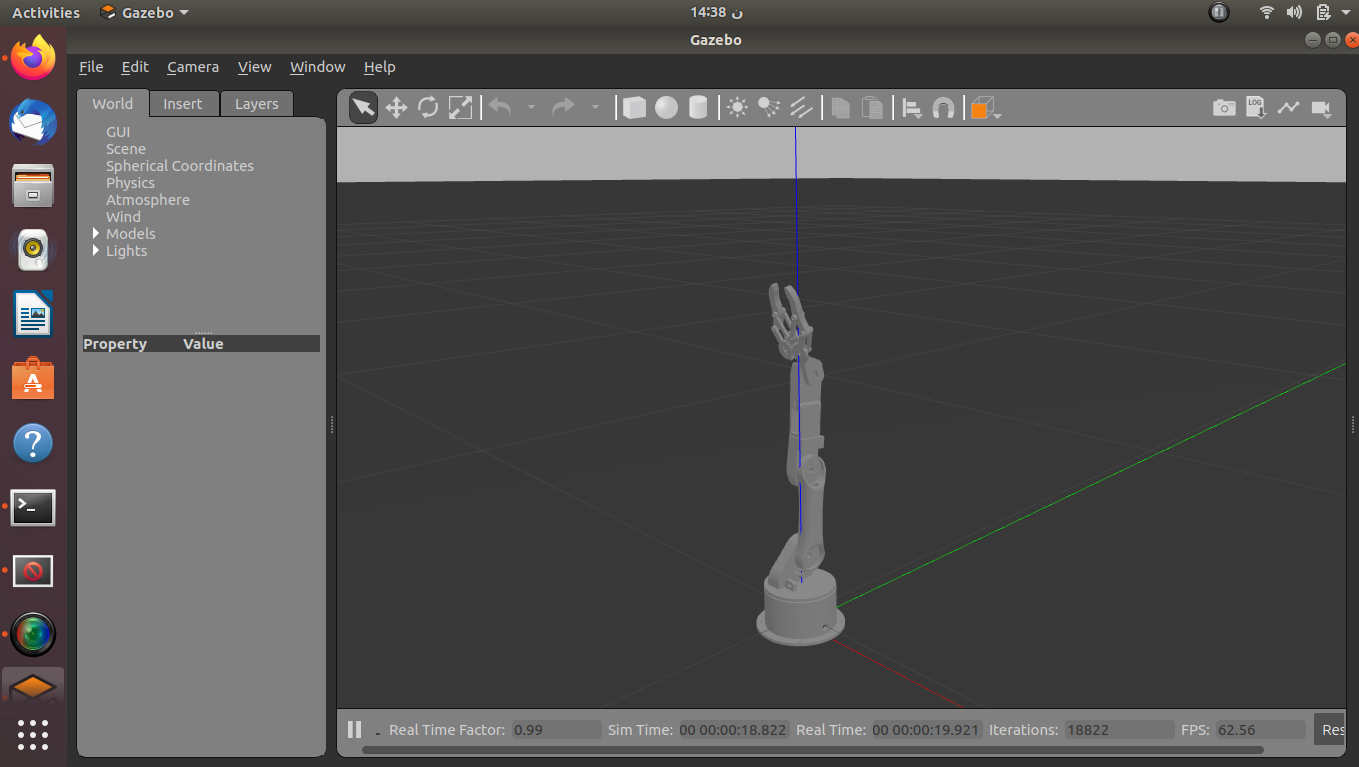 Activities Gazebo 14:38 ن
Gazebo
File Edit Camera View Window Help
World Insert Layers
LOG
GUI
Scene
Spherical Coordinates
Physics
Atmosphere
Wind
Models
Lights
Property Value
Real Time Factor: 0.99 Sim Time: 00 00:00:18.822 Real Time: 00 00:00:19.921 Iterations: 18822 FPS: 62.56 Res